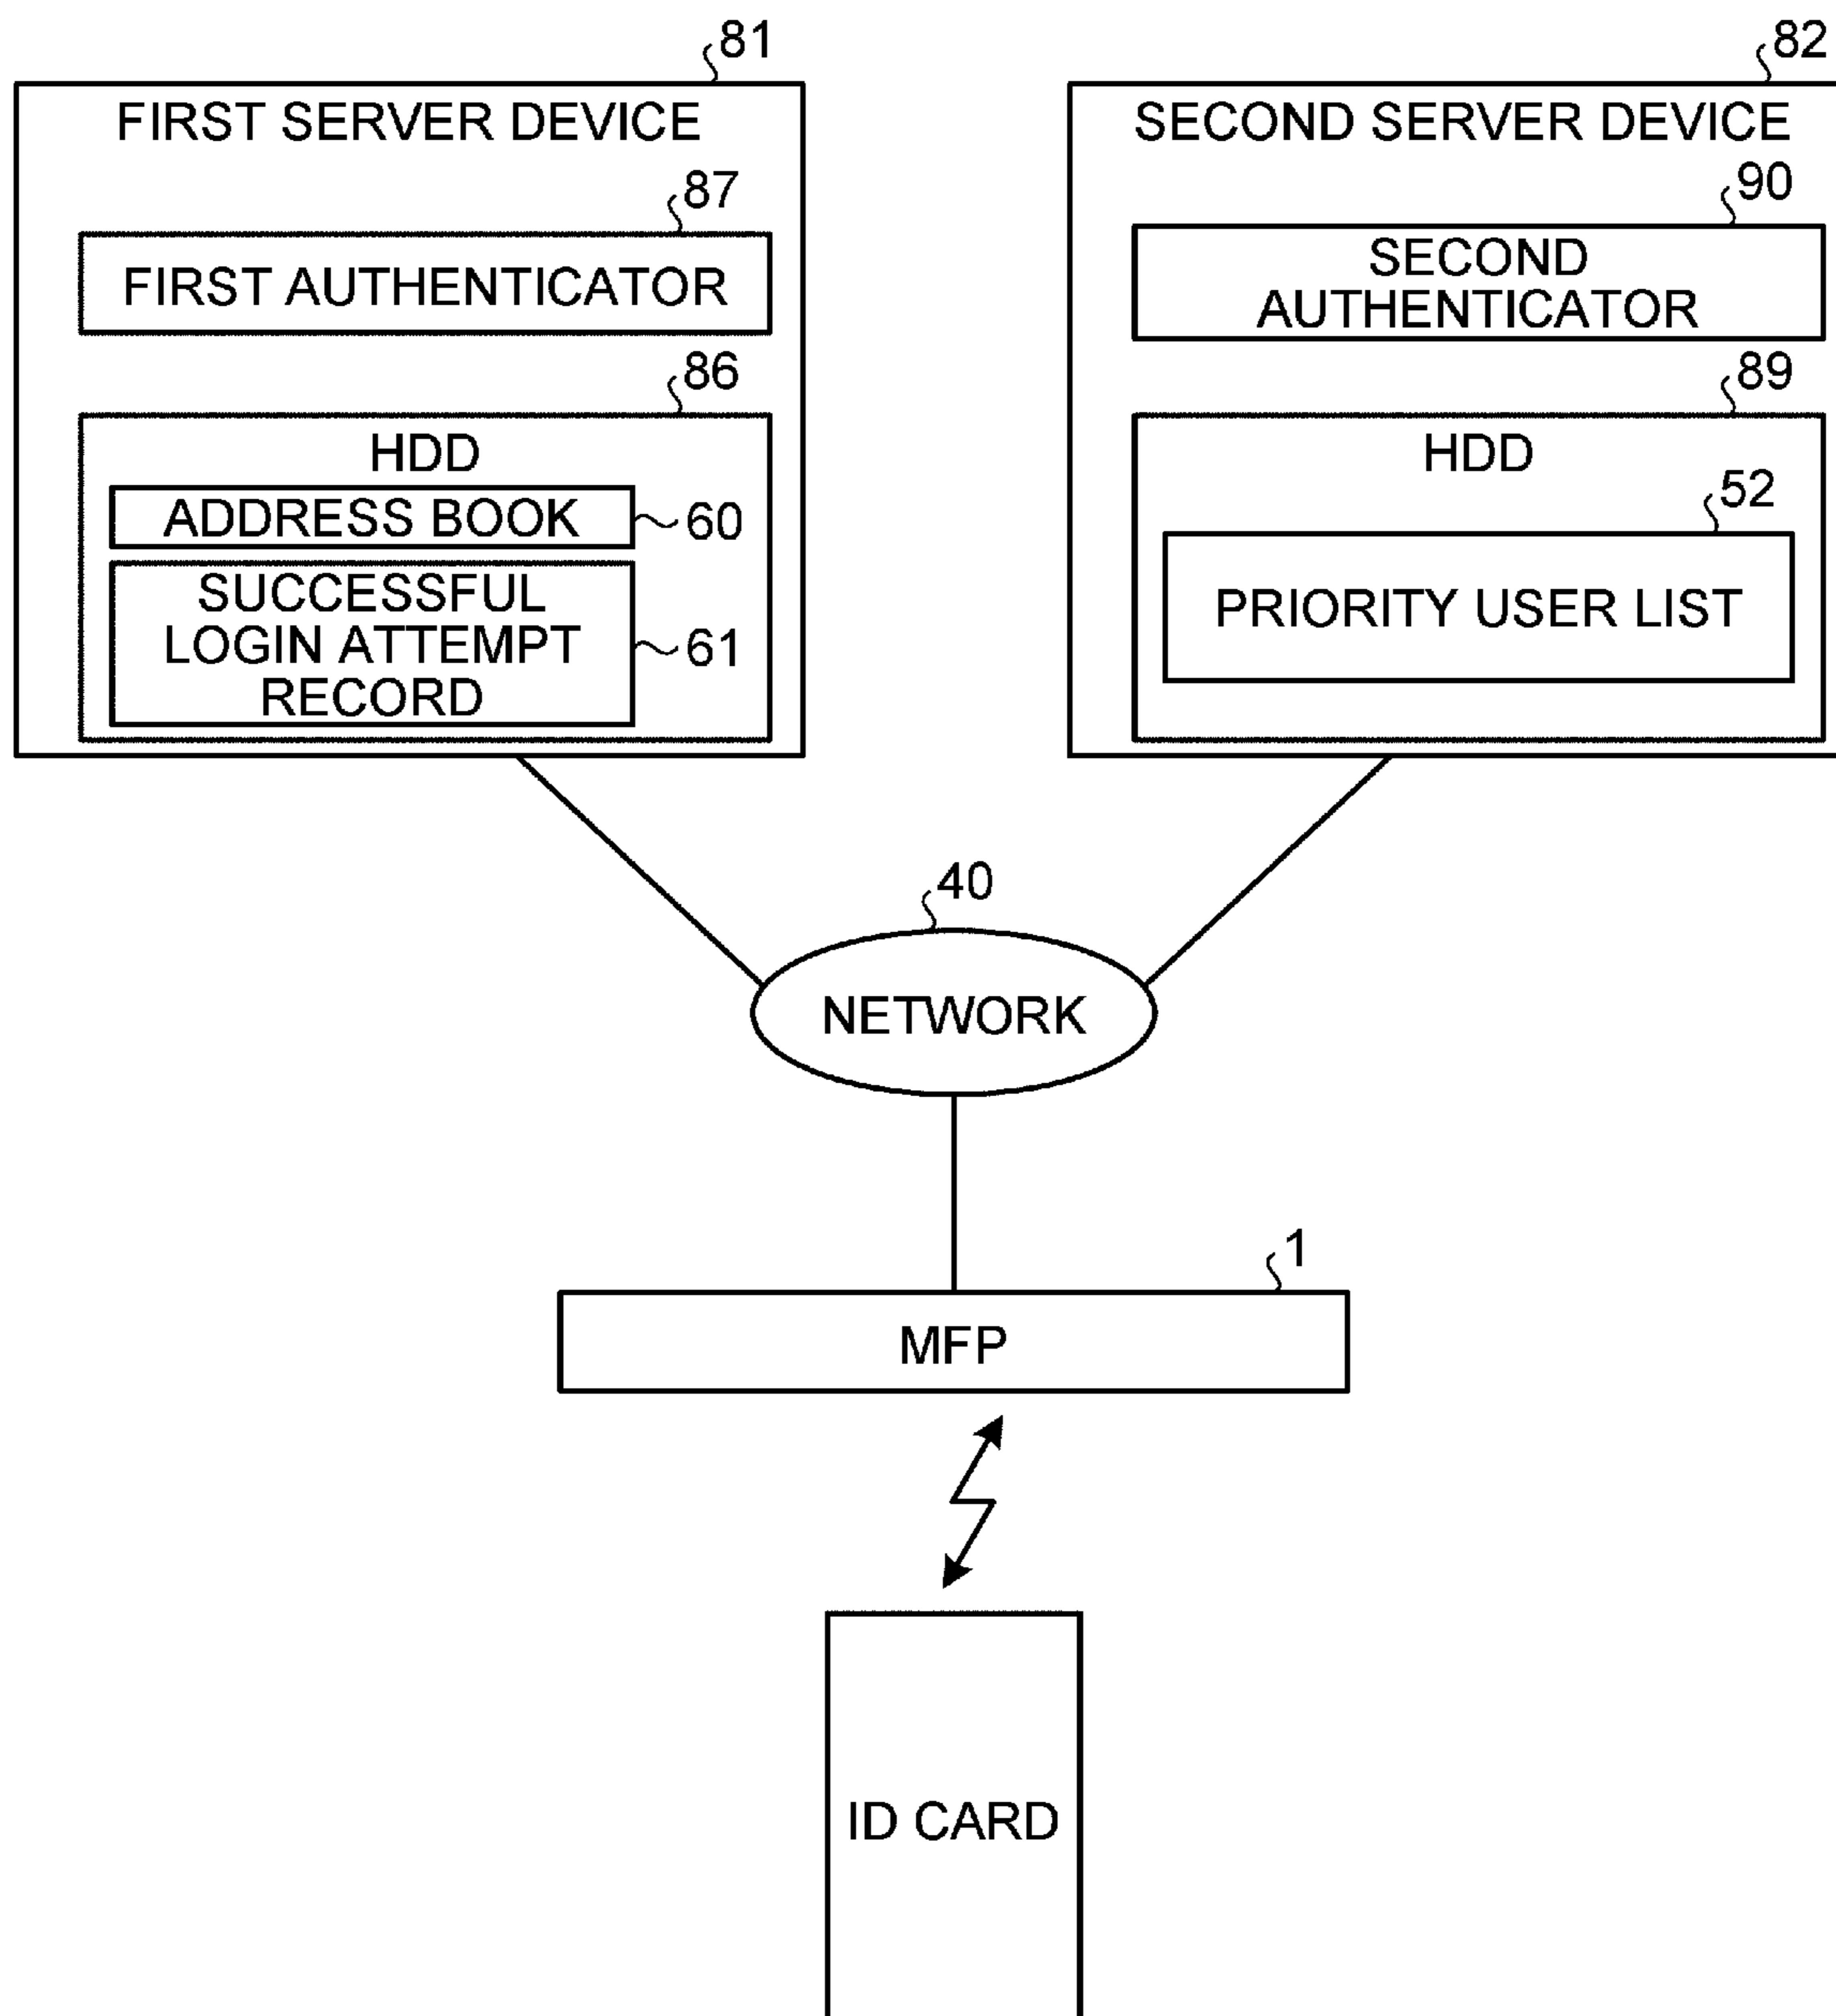 81
FIRST SERVER DEVICE
87
FIRST AUTHENTICATOR
86
HDD
ADDRESS BOOK
60
SUCCESSFUL
LOGIN ATTEMPT
RECORD
61
82
SECOND SERVER DEVICE
90
SECOND
AUTHENTICATOR
89
HDD
52
PRIORITY USER LIST
40
NETWORK
1
MFP
ID CARD